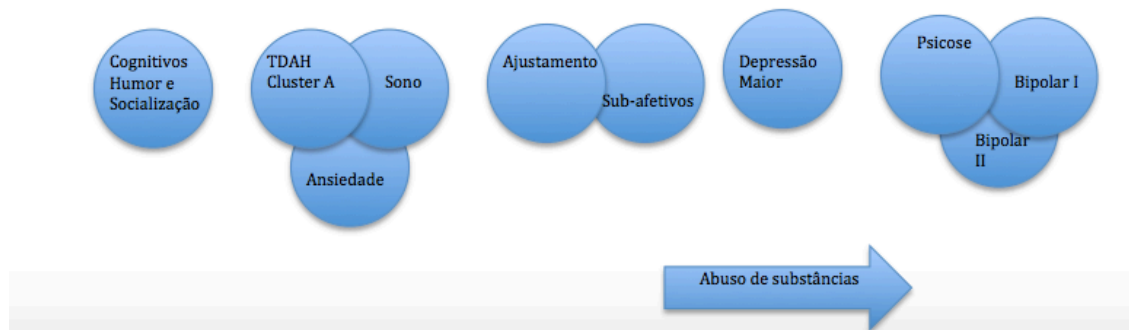 Cognitivos
Humor e
Socialização
TDAH
Cluster A
Sono
Ansiedade
Ajustamento
Sub-afetivos
Depressão
Maior
Psicose
Bipolar I
Bipolar
II
Abuso de substâncias